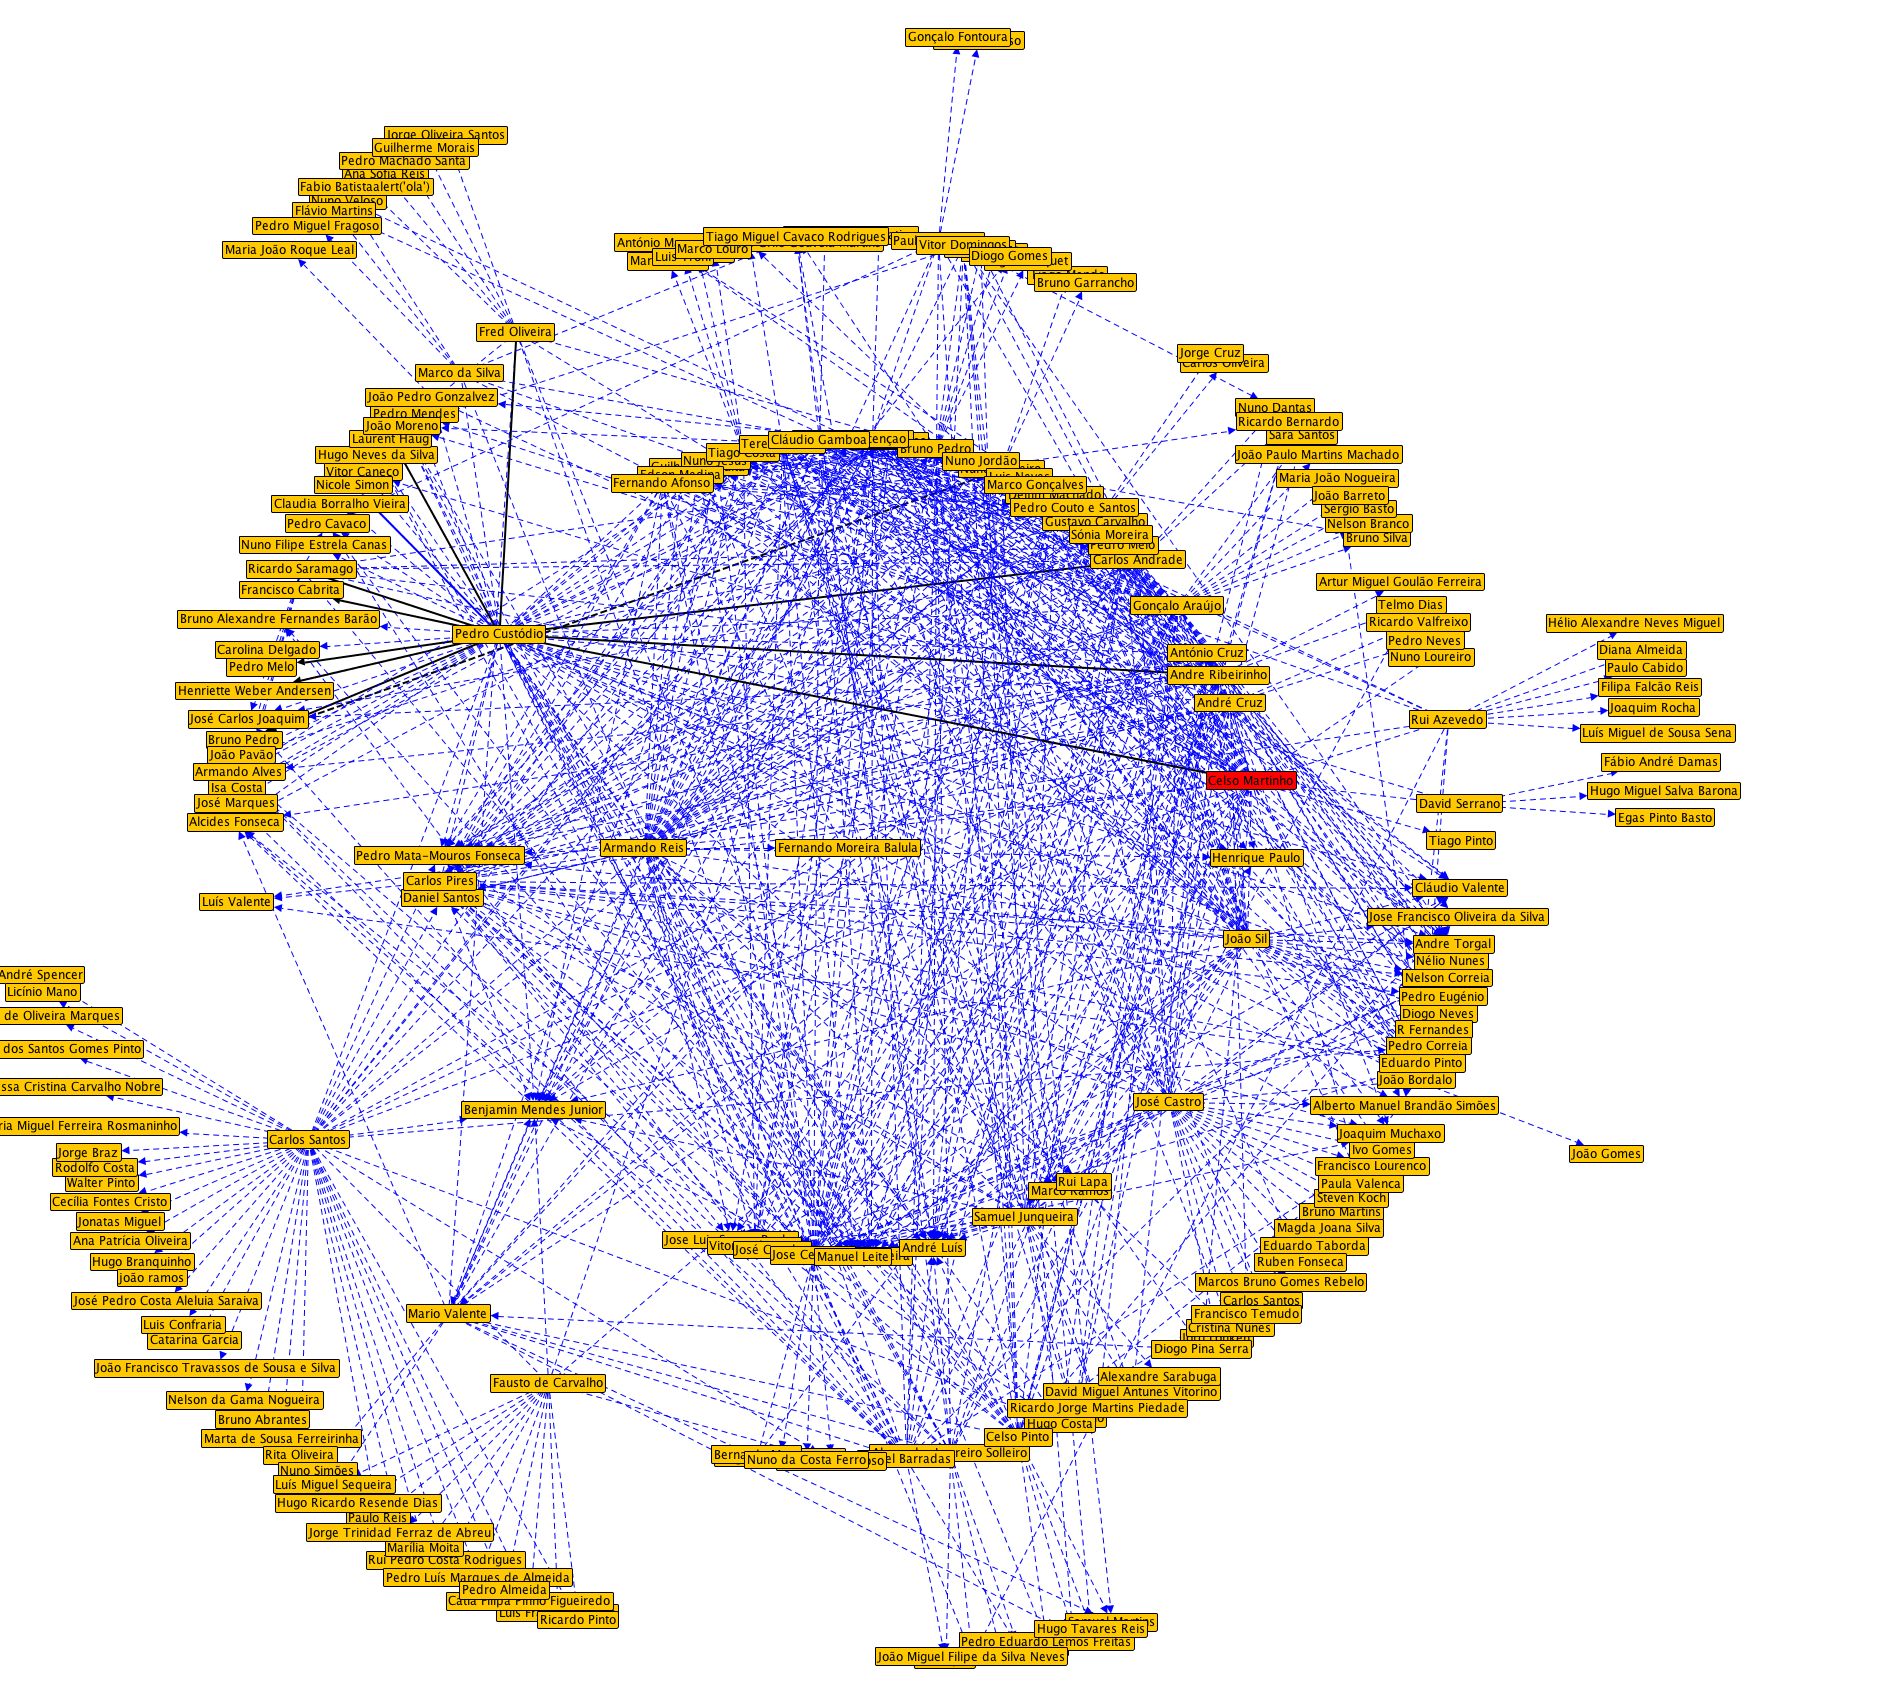 Gonçalo Fontoura
Jorge Oliveira Santos
Guilherme Morais
Pedro Machado Santa
Ana Sofia Reis
Fabio Batistaalert('ola')
Nuno Veloso
Flávio Martins
Pedro Miguel Fragoso
Maria João Roque Leal
António
Marco Louro
Tiago Miguel Cavaco Rodrigues
Vitor Domingos
Diogo Gomes
Bruno Garrancho
Fred Oliveira
Marco da Silva
João Pedro Gonzalvez
Pedro Mendes
João Moreno
Laurent Haug
Hugo Neves da Silva
Vitor Caneco
Nicole Simon
Claudia Borralho Vieira
Pedro Cavaco
Nuno Filipe Estrela Canas
Ricardo Saramago
Francisco Cabrita
Bruno Alexandre Fernandes Barão
Carolina Delgado
Pedro Melo
Henriette Weber Andersen
José Carlos Joaquim
Bruno Pedro
João Pavão
Armando Alves
Isa Costa
José Marques
Alcides Fonseca
Pedro Custódio
Cláudio Gamboa
Tiago Costa
Nuno Jesus
Edson Medina
Fernando Afonso
Bruno Pedro
Nuno Jordão
Luis Neves
Marco Gonçalves
Delfim Machado
Pedro Couto e Santos
Gustavo Carvalho
Sónia Moreira
Pedro Melo
Carlos Andrade
Jorge Cruz
Carlos Oliveira
Nuno Dantas
Ricardo Bernardo
Sara Santos
João Paulo Martins Machado
Maria João Nogueira
João Barreto
Sergio Basto
Nelson Branco
Bruno Silva
Artur Miguel Goulão Ferreira
Telmo Dias
Ricardo Valfreixo
Pedro Neves
Nuno Loureiro
Gonçalo Araújo
António Cruz
Andre Ribeirinho
André Cruz
Celso Martinho
Hélio Alexandre Neves Miguel
Diana Almeida
Paulo Cabido
Filipa Falcão Reis
Joaquim Rocha
Rui Azevedo
Luís Miguel de Sousa Sena
Fábio André Damas
Hugo Miguel Salva Barona
David Serrano
Egas Pinto Basto
Tiago Pinto
Pedro Mata-Mouros Fonseca
Armando Reis
Fernando Moreira Balula
Henrique Paulo
Carlos Pires
Daniel Santos
Luís Valente
Cláudio Valente
Jose Francisco Oliveira da Silva
João Sil
Andre Torgal
Nélio Nunes
Nelson Correia
Pedro Eugénio
Diogo Neves
R Fernandes
Pedro Correia
Eduardo Pinto
João Bordalo
Alberto Manuel Brandão Simões
Joaquim Muchaxo
Ivo Gomes
João Gomes
Francisco Lourenco
Paula Valenca
Steven Koch
Bruno Martins
Magda Joana Silva
Eduardo Taborda
Ruben Fonseca
Marcos Bruno Gomes Rebelo
Carlos Santos
Francisco Temudo
Cristina Nunes
Diogo Pina Serra
Alexandre Sarabuga
David Miguel Antunes Vitorino
Ricardo Jorge Martins Piedade
Hugo Costa
Celso Pinto
José Castro
Rui Lapa
Marco Ramos
Samuel Junqueira
André Luís
Manuel Leite
André Spencer
Licínio Mano
de Oliveira Marques
dos Santos Gomes Pinto
Cristina Carvalho Nobre
Miguel Ferreira Rosmaninho
Carlos Santos
Benjamin Mendes Junior
Jorge Braz
Rodolfo Costa
Walter Pinto
Cecília Fontes Cristo
Jonatas Miguel
Ana Patrícia Oliveira
Hugo Branquinho
joão ramos
José Pedro Costa Aleluia Saraiva
Luis Confraria
Catarina Garcia
João Francisco Travassos de Sousa e Silva
Nelson da Gama Nogueira
Bruno Abrantes
Marta de Sousa Ferreirinha
Rita Oliveira
Nuno Simões
Luís Miguel Sequeira
Hugo Ricardo Resende Dias
Paulo Reis
Jorge Trinidad Ferraz de Abreu
Marília Moita
Rui Pedro Costa Rodrigues
Pedro Luís Marques de Almeida
Pedro Almeida
Catia Filipa Pinho Figueiredo
Ricardo Pinto
Mario Valente
Fausto de Carvalho
Nuno da Costa Ferro
Barradas
Solleiro
Samuel Martins
Hugo Tavares Reis
Pedro Eduardo Lemos Freitas
João Miguel Filipe da Silva Neves